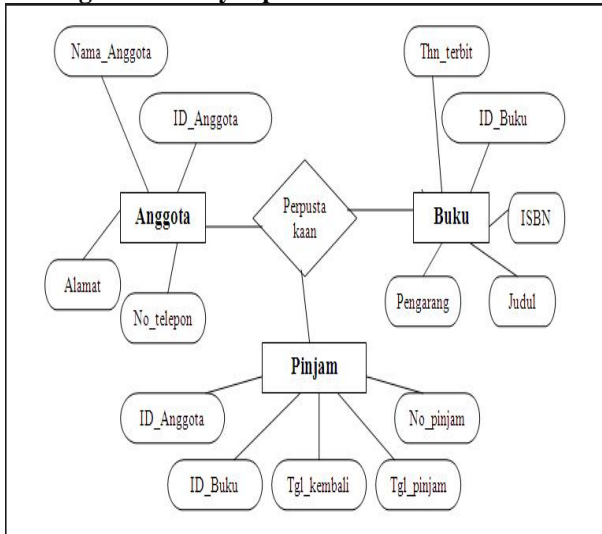 Nama_Anggota
Thn_terbit
ID_Anggota
ID_Buku
Anggota
Perpusta
kaan
Buku
ISBN
Alamat
No_telepon
Pengarang
Judul
Pinjam
ID_Anggota
No_pinjam
ID_Buku
Tgl_kembali
Tgl_pinjam